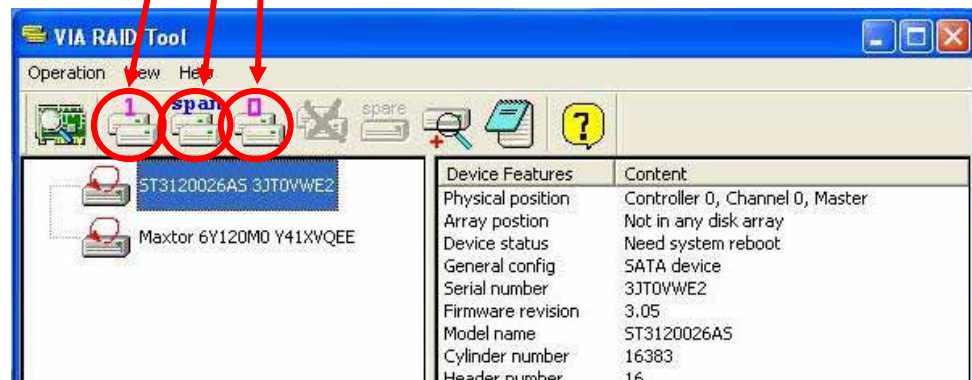 VIA RAID Tool
Operation View Help
1 span 0 spare ?
ST3120026AS 3JT0VWE2
Maxtor 6Y120M0 Y41XVQEE
Device Features Content
Physical position Controller 0, Channel 0, Master
Array postion Not in any disk array
Device status Need system reboot
General config SATA device
Serial number 3JT0VWE2
Firmware revision 3.05
Model name ST3120026AS
Cylinder number 16383
Header number 16